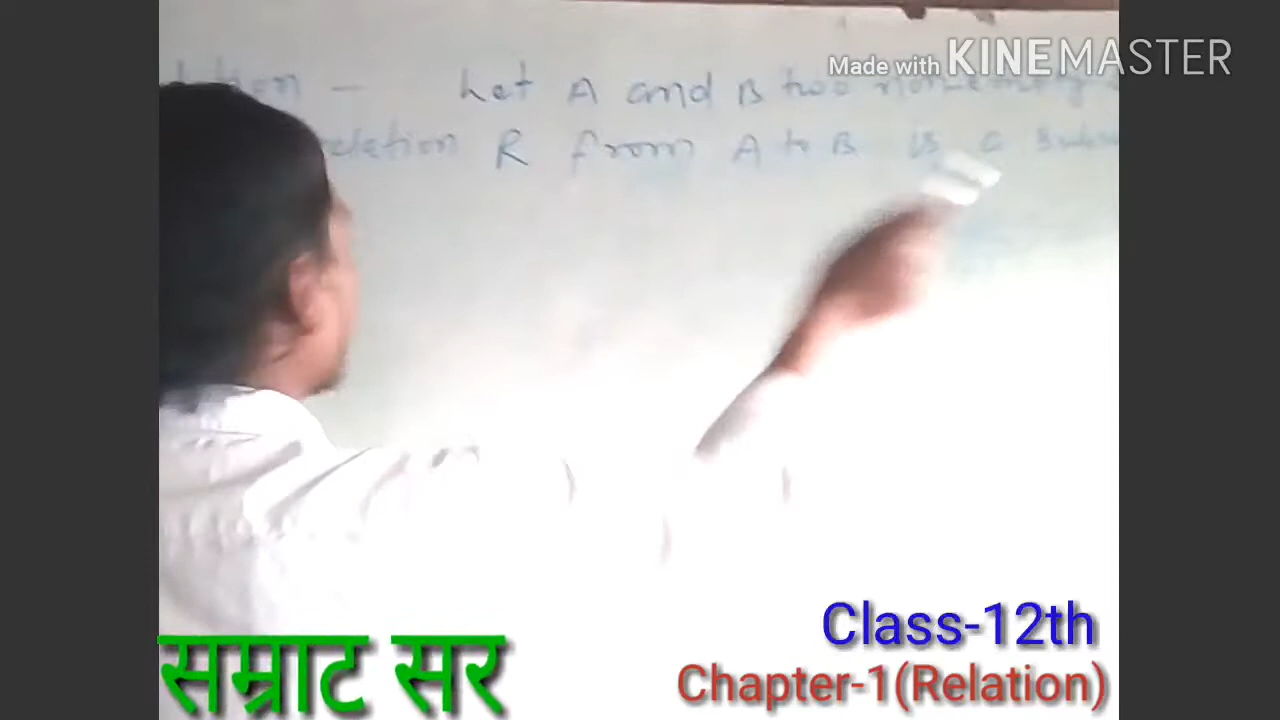 Made with KINEMASTER
Let A and B two
relation R from A to B is a
Class-12th
सम्राट सर
Chapter-1(Relation)